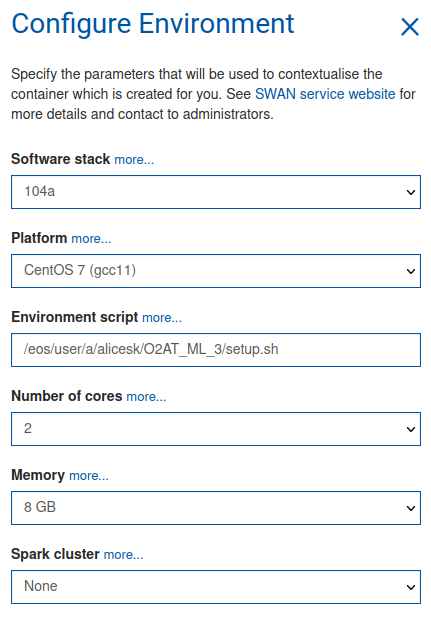 Configure Environment
Specify the parameters that will be used to contextualise the
container which is created for you. See SWAN service website for
more details and contact to administrators.
Software stack more...
104a
Platform more...
CentOS 7 (gcc11)
Environment script more...
/eos/user/a/alicesk/O2AT_ML_3/setup.sh
Number of cores more...
2
Memory more...
8 GB
Spark cluster more...
None